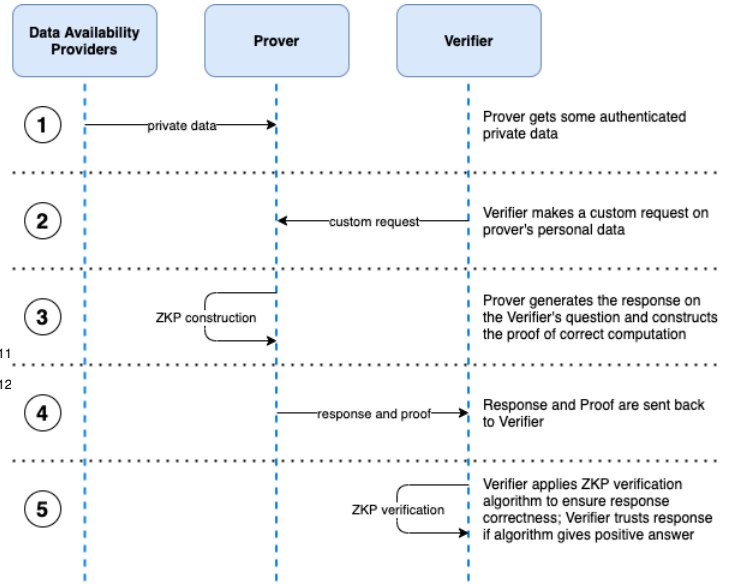 Data Availability
Providers
Prover
Verifier
1
private data
Prover gets some authenticated
private data
2
custom request
Verifier makes a custom request on
prover's personal data
3
ZKP construction
Prover generates the response on
the Verifier's question and constructs
the proof of correct computation
11
12
4
response and proof
Response and Proof are sent back
to Verifier
5
ZKP verification
Verifier applies ZKP verification
algorithm to ensure response
correctness; Verifier trusts response
if algorithm gives positive answer